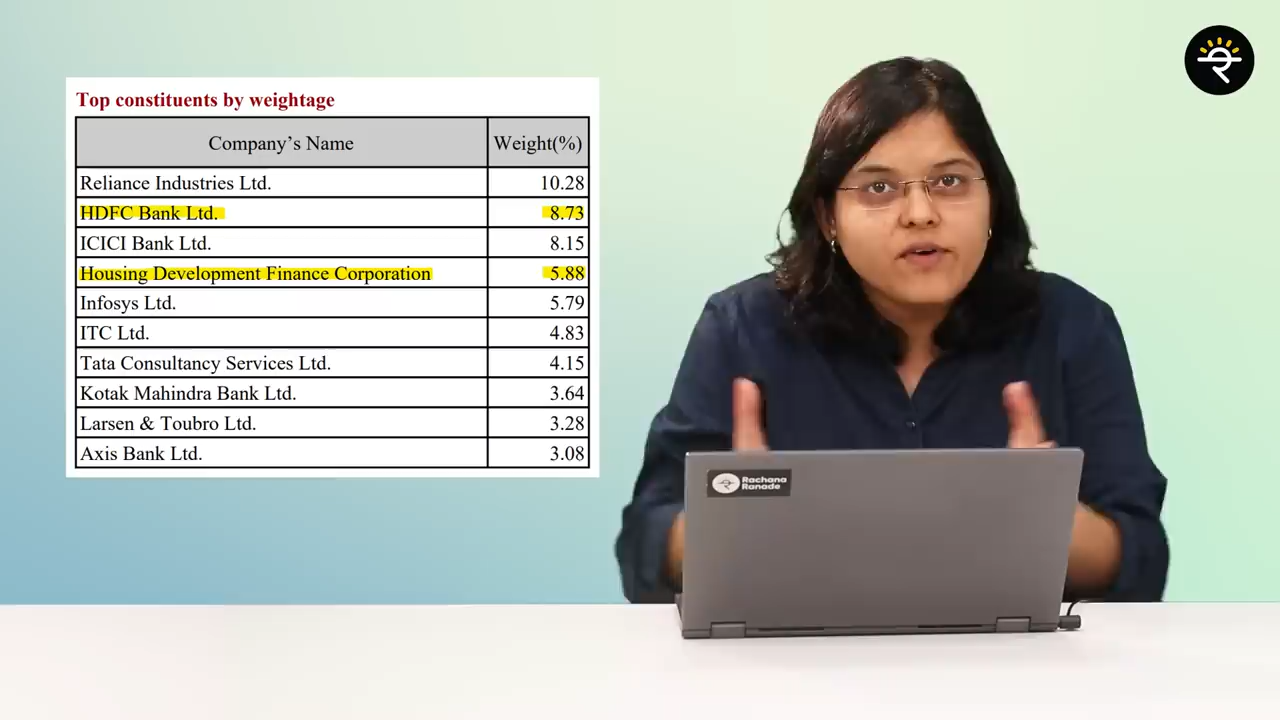 Top constituents by weightage
Company’s Name Weight(%)
Reliance Industries Ltd. 10.28
HDFC Bank Ltd. 8.73
ICICI Bank Ltd. 8.15
Housing Development Finance Corporation 5.88
Infosys Ltd. 5.79
ITC Ltd. 4.83
Tata Consultancy Services Ltd. 4.15
Kotak Mahindra Bank Ltd. 3.64
Larsen & Toubro Ltd. 3.28
Axis Bank Ltd. 3.08
Rachana
Ranade